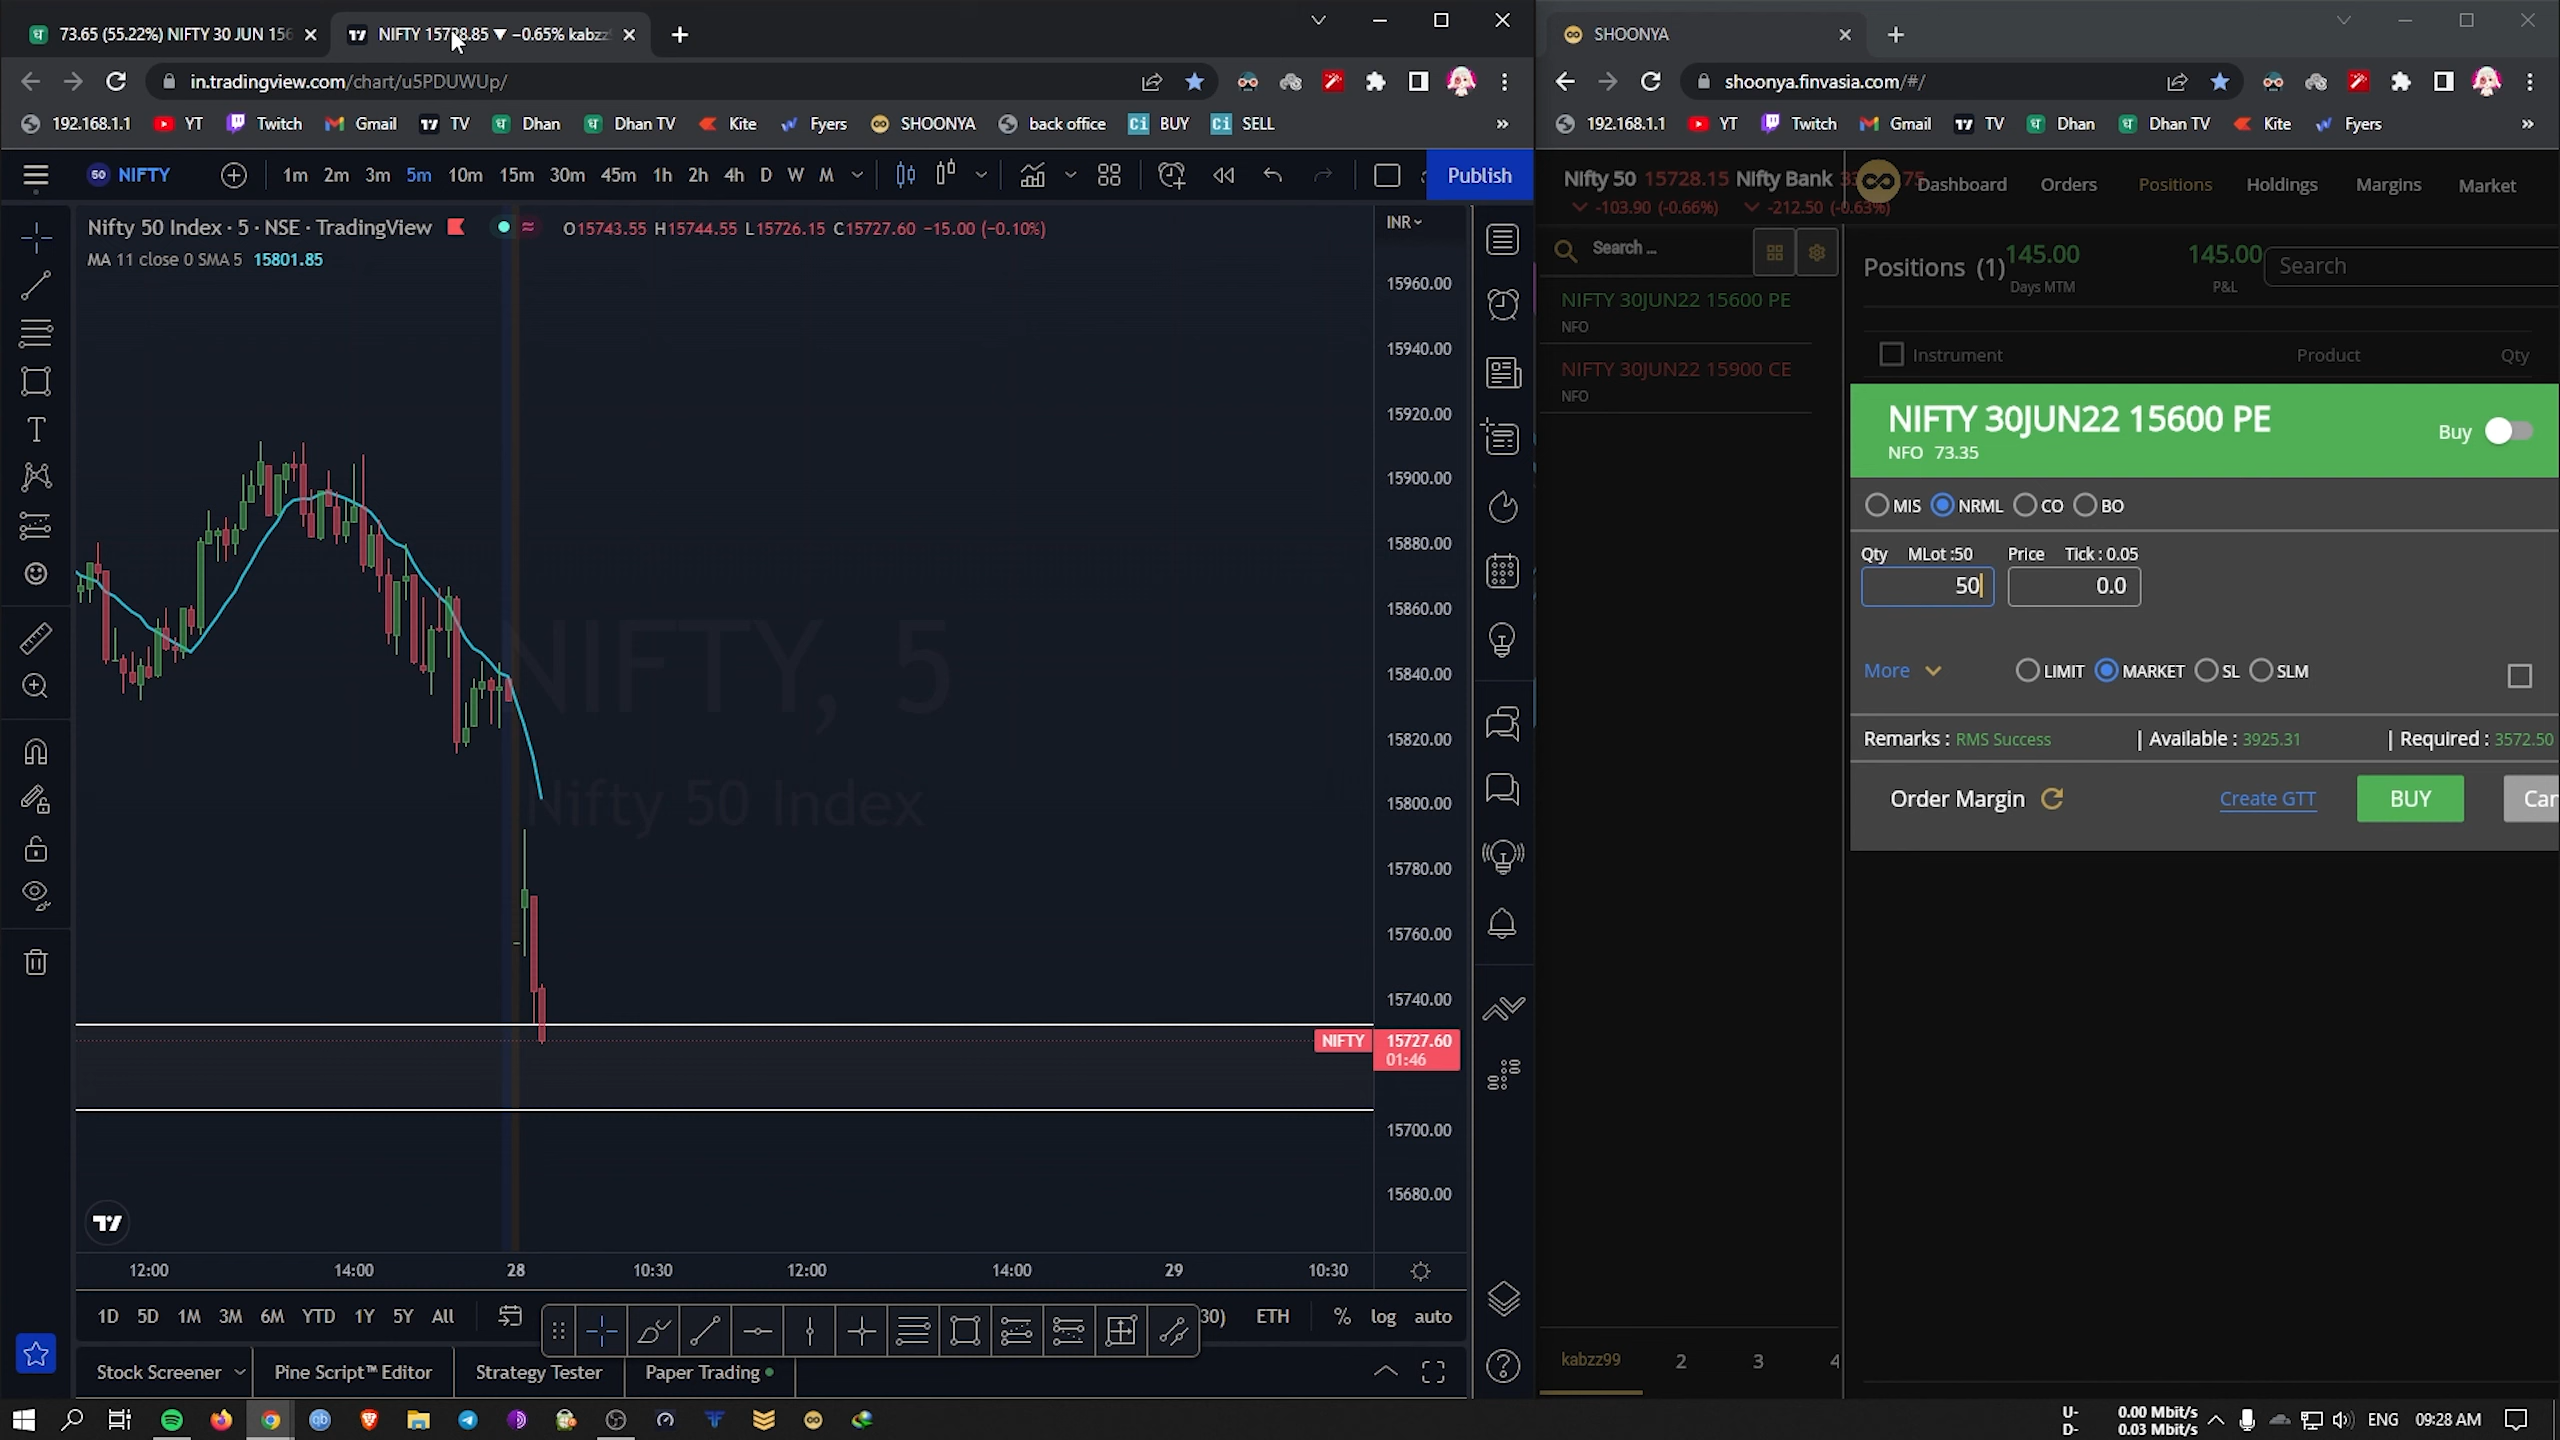 73.65 (55.22%) NIFTY 30 JUN 156
NIFTY 15728.85 ▼ −0.65% kabzz
in.tradingview.com/chart/u5PDUWUp/
192.168.1.1 YT Twitch Gmail TV Dhan Dhan TV Kite Fyers SHOONYA back office BUY SELL »
50 NIFTY 1m 2m 3m 5m 10m 15m 30m 45m 1h 2h 4h D W M Publish
Nifty 50 Index · 5 · NSE · TradingView O15743.55 H15744.55 L15726.15 C15727.60 −15.00 (−0.10%)
MA 11 close 0 SMA 5 15801.85
INR
15960.00
15940.00
15920.00
15900.00
15880.00
15860.00
15840.00
15820.00
15800.00
15780.00
15760.00
15740.00
NIFTY 15727.60
01:46
15700.00
15680.00
NIFTY, 5
Nifty 50 Index
12:00 14:00 28 10:30 12:00 14:00 29 10:30
1D 5D 1M 3M 6M YTD 1Y 5Y All 30) ETH % log auto
Stock Screener Pine Script™ Editor Strategy Tester Paper Trading
SHOONYA
shoonya.finvasia.com/#/
192.168.1.1 YT Twitch Gmail TV Dhan Dhan TV Kite Fyers »
Nifty 50 15728.15 Nifty Bank
-103.90 (-0.66%) -212.50 (-0.63%)
Dashboard Orders Positions Holdings Margins Market
Search ...
NIFTY 30JUN22 15600 PE
NFO
NIFTY 30JUN22 15900 CE
NFO
Positions (1) 145.00 145.00 Search
Days MTM P&L
Instrument Product Qty
NIFTY 30JUN22 15600 PE
NFO 73.35
Buy
MIS NRML CO BO
Qty MLot :50 Price Tick : 0.05
50 0.0
More LIMIT MARKET SL SLM
Remarks : RMS Success | Available : 3925.31 | Required : 3572.50
Order Margin Create GTT BUY Can
kabzz99 2 3 4
U- 0.00 Mbit/s
D- 0.03 Mbit/s
ENG 09:28 AM